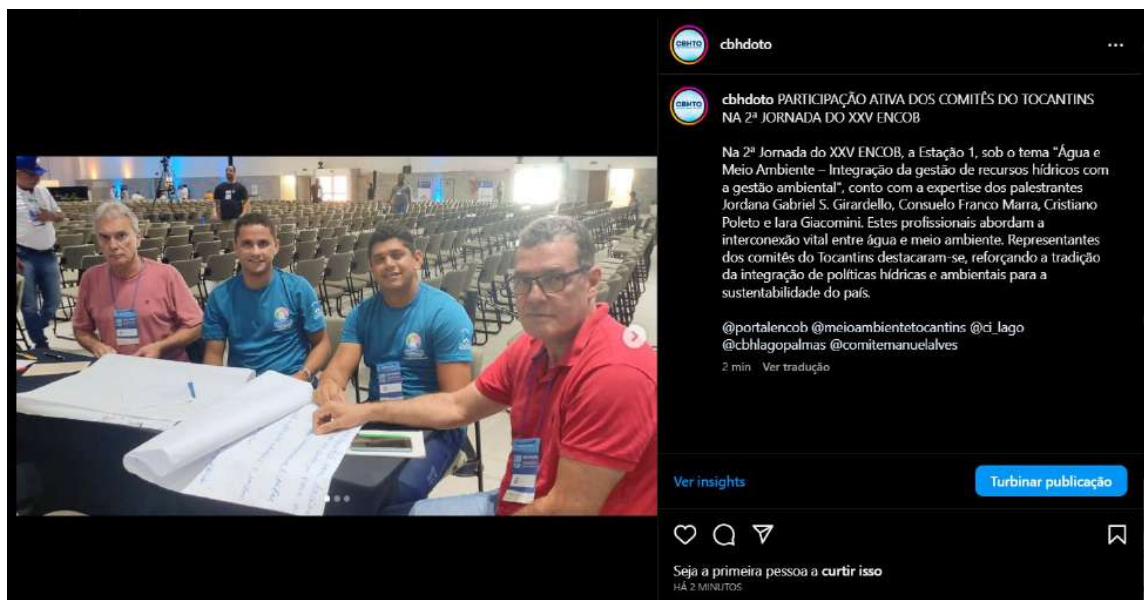 CBHTO
cbhdoto
CBHTO
cbhdoto PARTICIPAÇÃO ATIVA DOS COMITÊS DO TOCANTINS
NA 2ª JORNADA DO XXV ENCOB
Na 2ª Jornada do XXV ENCOB, a Estação 1, sob o tema "Água e
Meio Ambiente – Integração da gestão de recursos hídricos com
a gestão ambiental", conto com a expertise dos palestrantes
Jordana Gabriel S. Girardello, Consuelo Franco Marra, Cristiano
Poleto e Iara Giacomini. Estes profissionais abordam a
interconexão vital entre água e meio ambiente. Representantes
dos comitês do Tocantins destacaram-se, reforçando a tradição
da integração de políticas hídricas e ambientais para a
sustentabilidade do país.
@portalencob @meioambientetocantins @ci_lago
@cbhlagopalmas @comitemanuelalves
2 min Ver tradução
Ver insights
Turbinar publicação
Seja a primeira pessoa a curtir isso
HÁ 2 MINUTOS